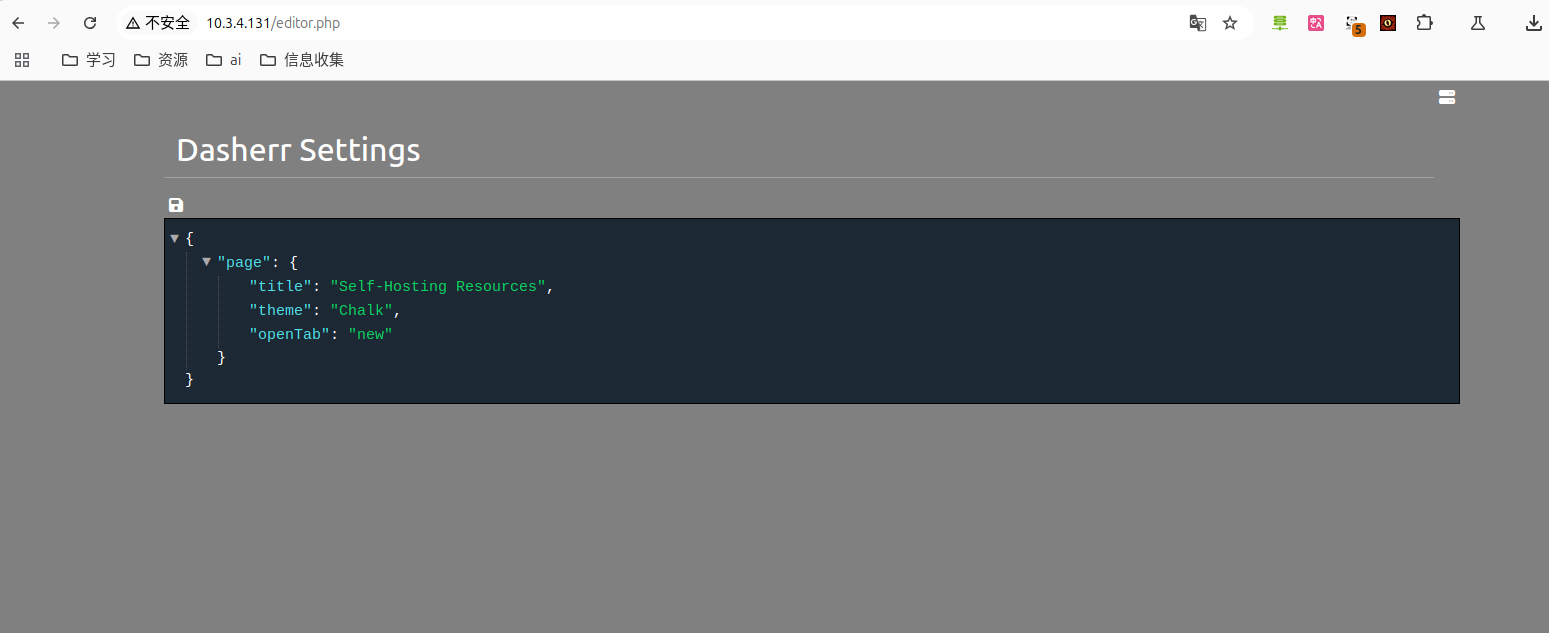 不安全 10.3.4.131/editor.php
5
学习 资源 ai 信息收集
Dasherr Settings
{
"page": {
"title": "Self-Hosting Resources",
"theme": "Chalk",
"openTab": "new"
}
}